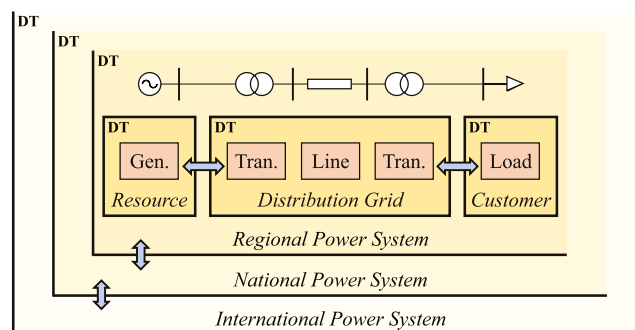 DT
DT
DT
DT DT DT
Gen. Tran. Line Tran. Load
Resource Distribution Grid Customer
Regional Power System
National Power System
International Power System